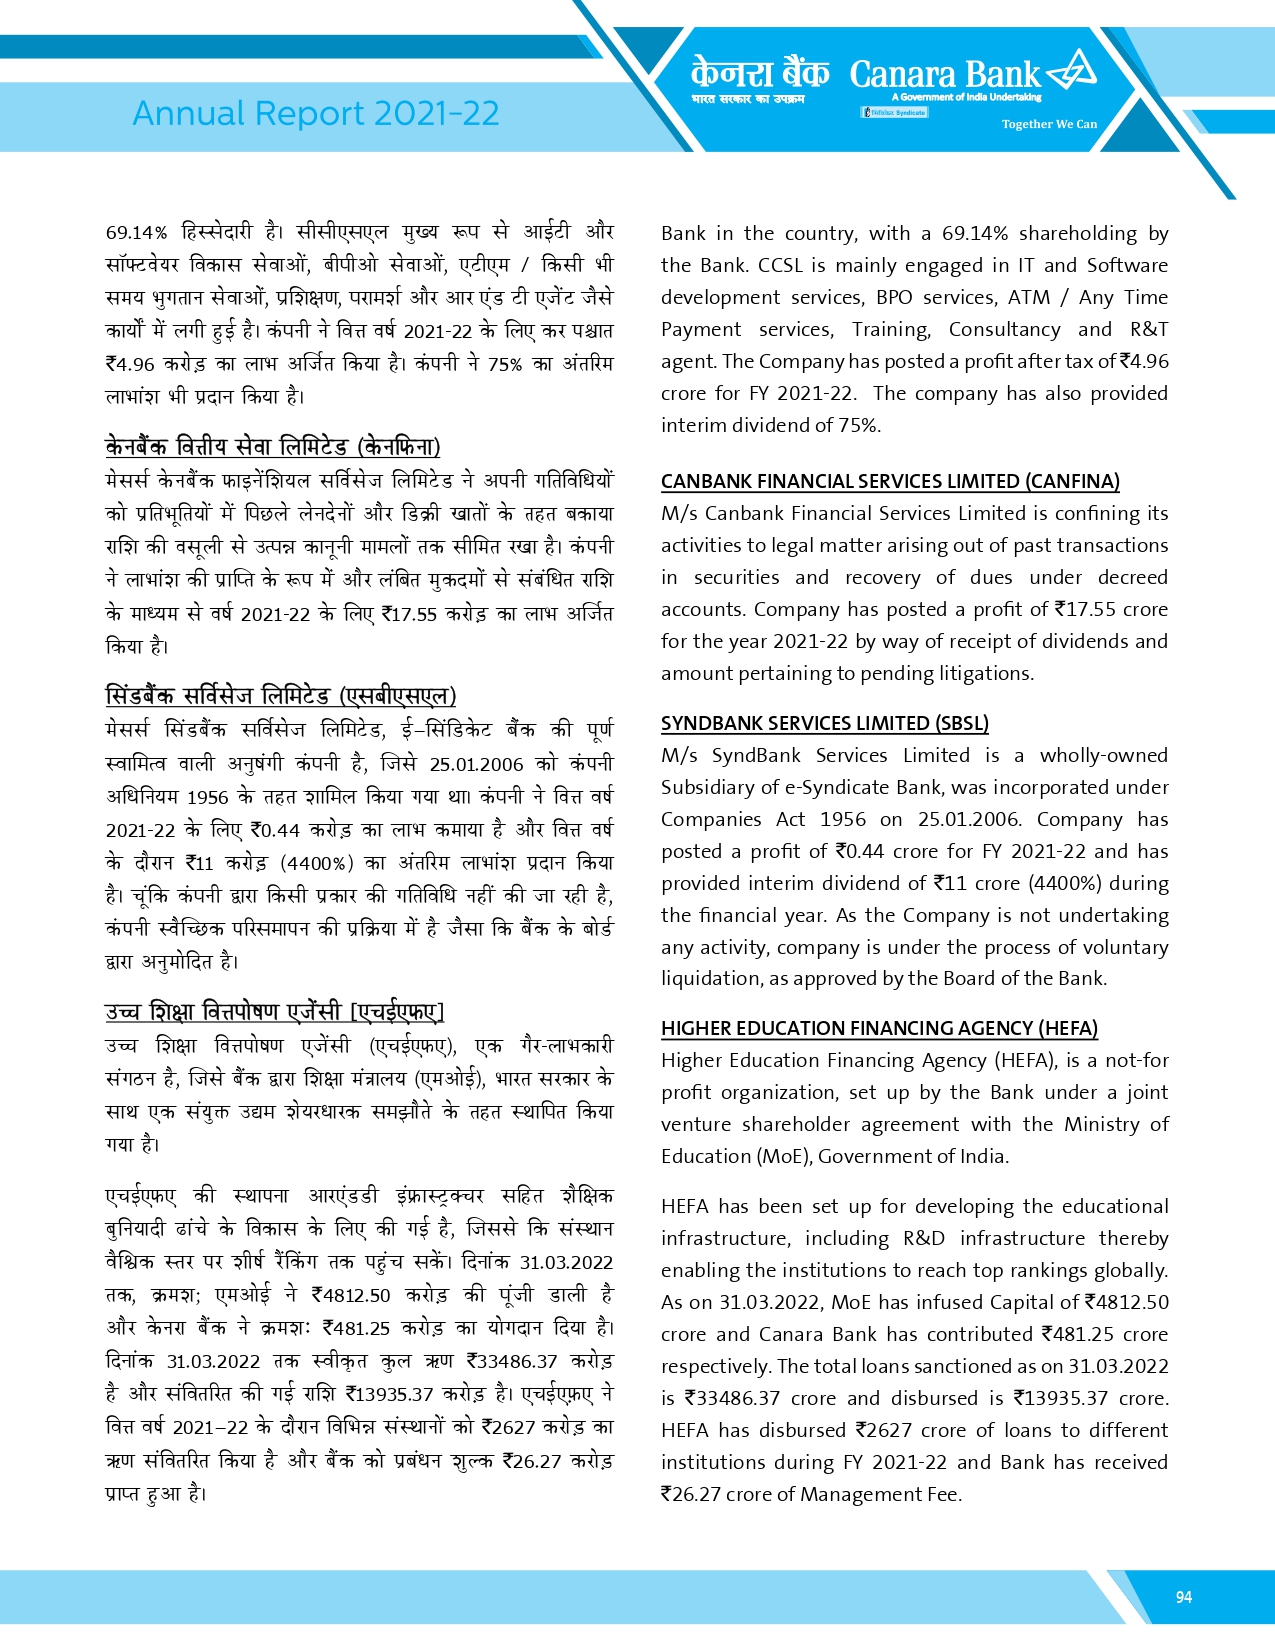 केनरा बैंक Canara Bank
भारत सरकार का उपक्रम A Government of India Undertaking
Syndicate
Together We Can
Annual Report 2021-22
69.14% हिस्सेदारी है। सीसीएसएल मुख्य रूप से आईटी और
सॉफ्टवेयर विकास सेवाओं, बीपीओ सेवाओं, एटीएम / किसी भी
समय भुगतान सेवाओं, प्रशिक्षण, परामर्श और आर एंड टी एजेंट जैसे
कार्यों में लगी हुई है। कंपनी ने वित्त वर्ष 2021-22 के लिए कर पश्चात
₹4.96 करोड़ का लाभ अर्जित किया है। कंपनी ने 75% का अंतरिम
लाभांश भी प्रदान किया है।
केनबैंक वित्तीय सेवा लिमिटेड (केनफिना)
मेसर्स केनबैंक फाइनेंशियल सर्विसेज लिमिटेड ने अपनी गतिविधियों
को प्रतिभूतियों में पिछले लेनदेनों और डिक्री खातों के तहत बकाया
राशि की वसूली से उत्पन्न कानूनी मामलों तक सीमित रखा है। कंपनी
ने लाभांश की प्राप्ति के रूप में और लंबित मुकदमों से संबंधित राशि
के माध्यम से वर्ष 2021-22 के लिए ₹17.55 करोड़ का लाभ अर्जित
किया है।
सिंडबैंक सर्विसेज लिमिटेड (एसबीएसएल)
मेसर्स सिंडबैंक सर्विसेज लिमिटेड, ई–सिंडिकेट बैंक की पूर्ण
स्वामित्व वाली अनुषंगी कंपनी है, जिसे 25.01.2006 को कंपनी
अधिनियम 1956 के तहत शामिल किया गया था। कंपनी ने वित्त वर्ष
2021-22 के लिए ₹0.44 करोड़ का लाभ कमाया है और वित्त वर्ष
के दौरान ₹11 करोड़ (4400%) का अंतरिम लाभांश प्रदान किया
है। चूंकि कंपनी द्वारा किसी प्रकार की गतिविधि नहीं की जा रही है,
कंपनी स्वैच्छिक परिसमापन की प्रक्रिया में है जैसा कि बैंक के बोर्ड
द्वारा अनुमोदित है।
उच्च शिक्षा वित्तपोषण एजेंसी [एचईएफए]
उच्च शिक्षा वित्तपोषण एजेंसी (एचईएफए), एक गैर-लाभकारी
संगठन है, जिसे बैंक द्वारा शिक्षा मंत्रालय (एमओई), भारत सरकार के
साथ एक संयुक्त उद्यम शेयरधारक समझौते के तहत स्थापित किया
गया है।
एचईएफए की स्थापना आरएंडडी इंफ्रास्ट्रक्चर सहित शैक्षिक
बुनियादी ढांचे के विकास के लिए की गई है, जिससे कि संस्थान
वैश्विक स्तर पर शीर्ष रैंकिंग तक पहुंच सकें। दिनांक 31.03.2022
तक, क्रमश; एमओई ने ₹4812.50 करोड़ की पूंजी डाली है
और केनरा बैंक ने क्रमश: ₹481.25 करोड़ का योगदान दिया है।
दिनांक 31.03.2022 तक स्वीकृत कुल ऋण ₹33486.37 करोड़
है और संवितरित की गई राशि ₹13935.37 करोड़ है। एचईएफ़ए ने
वित्त वर्ष 2021–22 के दौरान विभिन्न संस्थानों को ₹2627 करोड़ का
ऋण संवितरित किया है और बैंक को प्रबंधन शुल्क ₹26.27 करोड़
प्राप्त हुआ है।
Bank in the country, with a 69.14% shareholding by
the Bank. CCSL is mainly engaged in IT and Software
development services, BPO services, ATM / Any Time
Payment services, Training, Consultancy and R&T
agent. The Company has posted a profit after tax of ₹4.96
crore for FY 2021-22. The company has also provided
interim dividend of 75%.
CANBANK FINANCIAL SERVICES LIMITED (CANFINA)
M/s Canbank Financial Services Limited is confining its
activities to legal matter arising out of past transactions
in securities and recovery of dues under decreed
accounts. Company has posted a profit of ₹17.55 crore
for the year 2021-22 by way of receipt of dividends and
amount pertaining to pending litigations.
SYNDBANK SERVICES LIMITED (SBSL)
M/s SyndBank Services Limited is a wholly-owned
Subsidiary of e-Syndicate Bank, was incorporated under
Companies Act 1956 on 25.01.2006. Company has
posted a profit of ₹0.44 crore for FY 2021-22 and has
provided interim dividend of ₹11 crore (4400%) during
the financial year. As the Company is not undertaking
any activity, company is under the process of voluntary
liquidation, as approved by the Board of the Bank.
HIGHER EDUCATION FINANCING AGENCY (HEFA)
Higher Education Financing Agency (HEFA), is a not-for
profit organization, set up by the Bank under a joint
venture shareholder agreement with the Ministry of
Education (MoE), Government of India.
HEFA has been set up for developing the educational
infrastructure, including R&D infrastructure thereby
enabling the institutions to reach top rankings globally.
As on 31.03.2022, MoE has infused Capital of ₹4812.50
crore and Canara Bank has contributed ₹481.25 crore
respectively. The total loans sanctioned as on 31.03.2022
is ₹33486.37 crore and disbursed is ₹13935.37 crore.
HEFA has disbursed ₹2627 crore of loans to different
institutions during FY 2021-22 and Bank has received
₹26.27 crore of Management Fee.
94